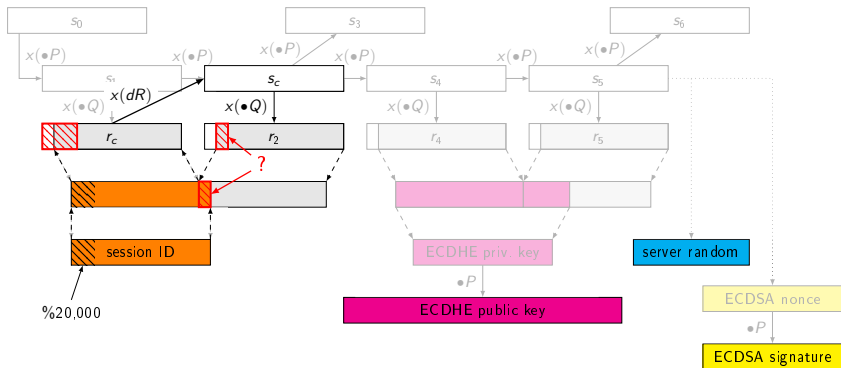 s0 s3 s6
x(•P) x(•P) x(•P) x(•P) x(•P) x(•P)
s1 sc s4 s5
x(dR)
x(•Q) x(•Q) x(•Q) x(•Q)
rc r2 r4 r5
?
session ID ECDHE priv. key server random
•P
%20,000 ECDHE public key ECDSA nonce
•P
ECDSA signature